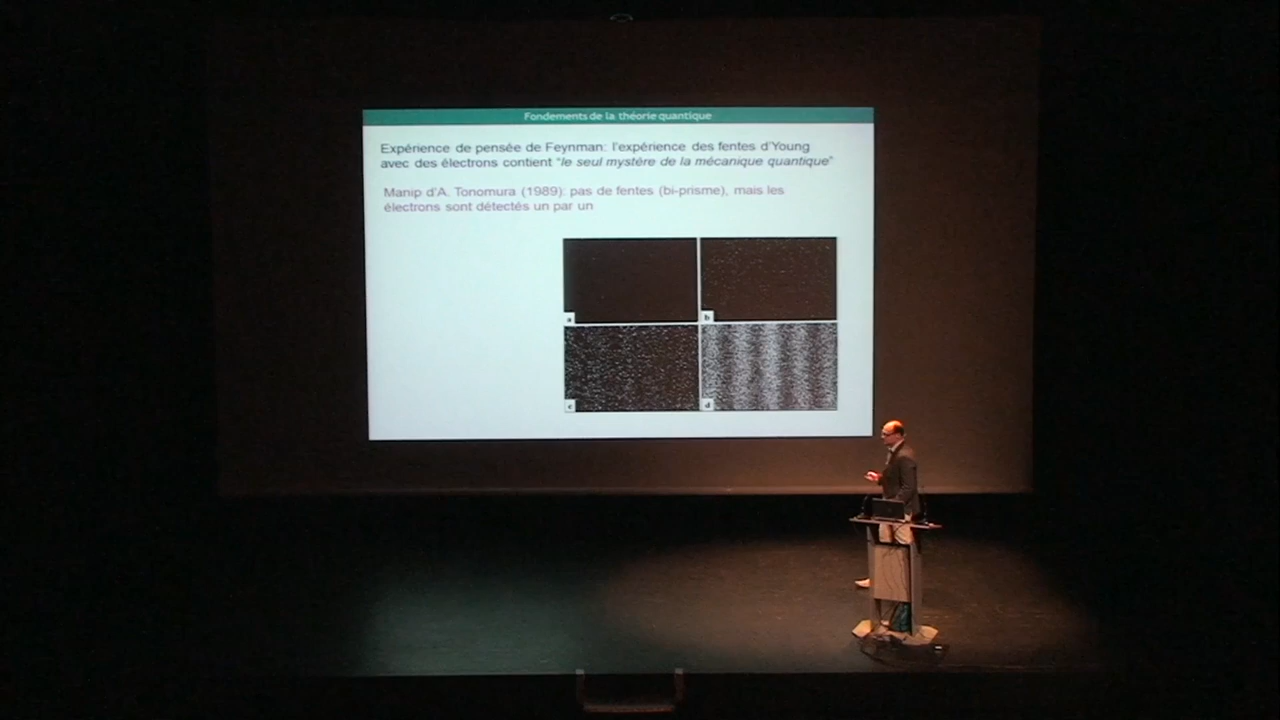 Fondements de la théorie quantique
Expérience de pensée de Feynman: l'expérience des fentes d'Young
avec des électrons contient "le seul mystère de la mécanique quantique"
Manip d'A. Tonomura (1989): pas de fentes (bi-prisme), mais les
électrons sont détectés un par un
a
b
c
d